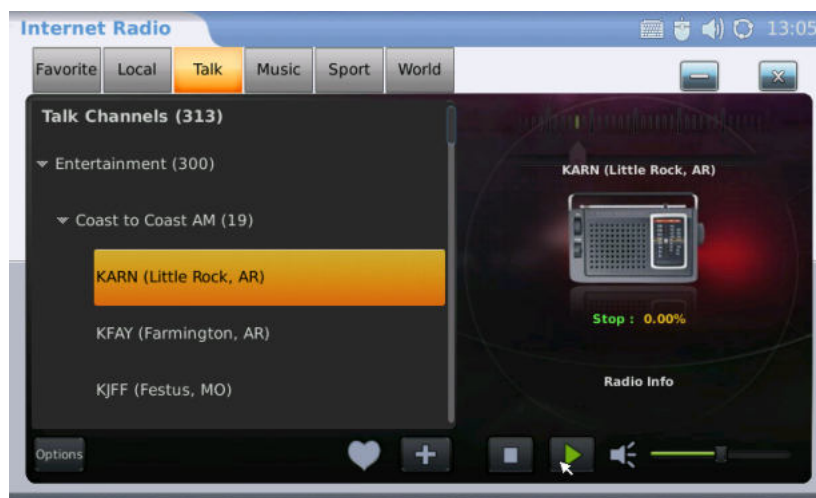 Internet Radio
13:05
Favorite Local Talk Music Sport World
Talk Channels (313)
Entertainment (300)
Coast to Coast AM (19)
KARN (Little Rock, AR)
KFAY (Farmington, AR)
KJFF (Festus, MO)
KARN (Little Rock, AR)
Stop : 0.00%
Radio Info
Options